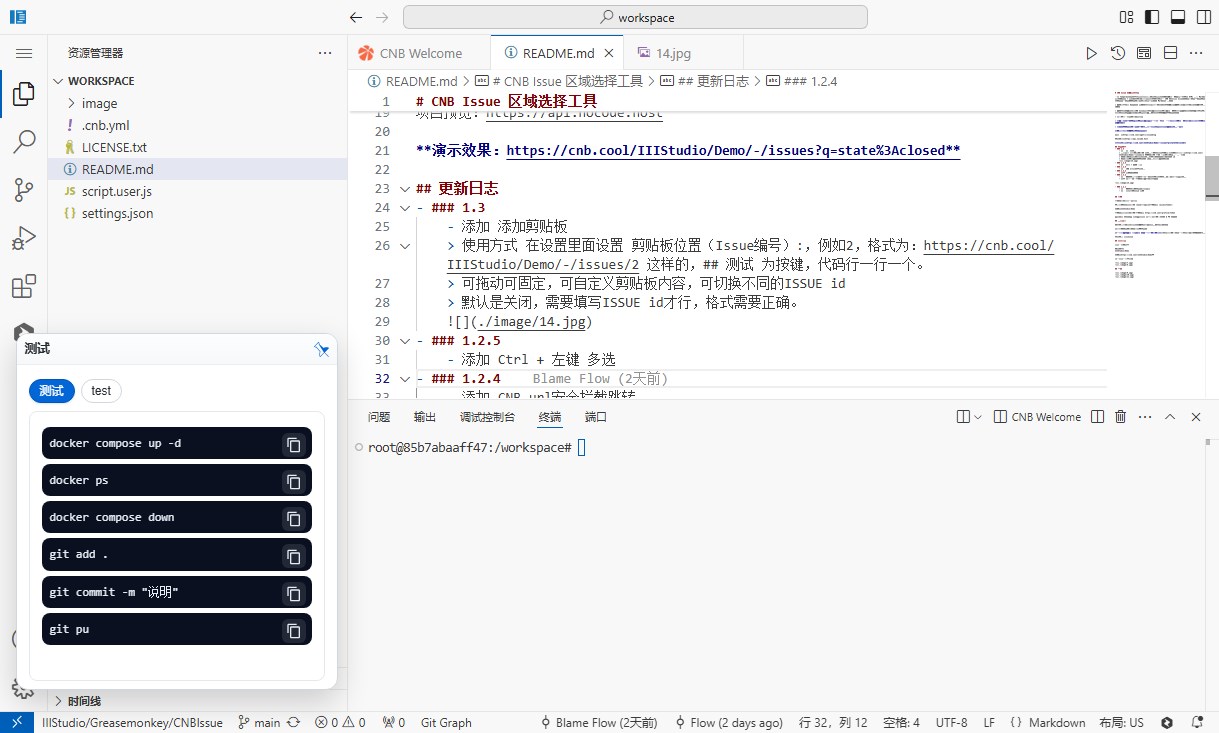 workspace
资源管理器
WORKSPACE
image
.cnb.yml
LICENSE.txt
README.md
script.user.js
settings.json
CNB Welcome
README.md
14.jpg
README.md > # CNB Issue 区域选择工具 > ## 更新日志 > ### 1.2.4
1 # CNB Issue 区域选择工具
19 项目预览：https://api.nocode.host
20
21 **演示效果：https://cnb.cool/IIIStudio/Demo/-/issues?q=state%3Aclosed**
22
23 ## 更新日志
24 - ### 1.3
25 - 添加 添加剪贴板
26 > 使用方式 在设置里面设置 剪贴板位置（Issue编号）:，例如2，格式为：https://cnb.cool/
IIIStudio/Demo/-/issues/2 这样的，## 测试 为按键，代码行一行一个。
27 > 可拖动可固定，可自定义剪贴板内容，可切换不同的ISSUE id
28 > 默认是关闭，需要填写ISSUE id才行，格式需要正确。
29 ![](./image/14.jpg)
30 - ### 1.2.5
31 - 添加 Ctrl + 左键 多选
32 - ### 1.2.4 Blame Flow (2天前)
33 - 添加 CNB url安全拦截跳转
问题 输出 调试控制台 终端 端口
CNB Welcome
root@85b7abaaff47:/workspace#
测试
测试 test
docker compose up -d
docker ps
docker compose down
git add .
git commit -m "说明"
git pu
时间线
IIIStudio/Greasemonkey/CNBIssue main 0 0 0 Git Graph Blame Flow (2天前) Flow (2 days ago) 行 32，列 12 空格: 4 UTF-8 LF {} Markdown 布局: US